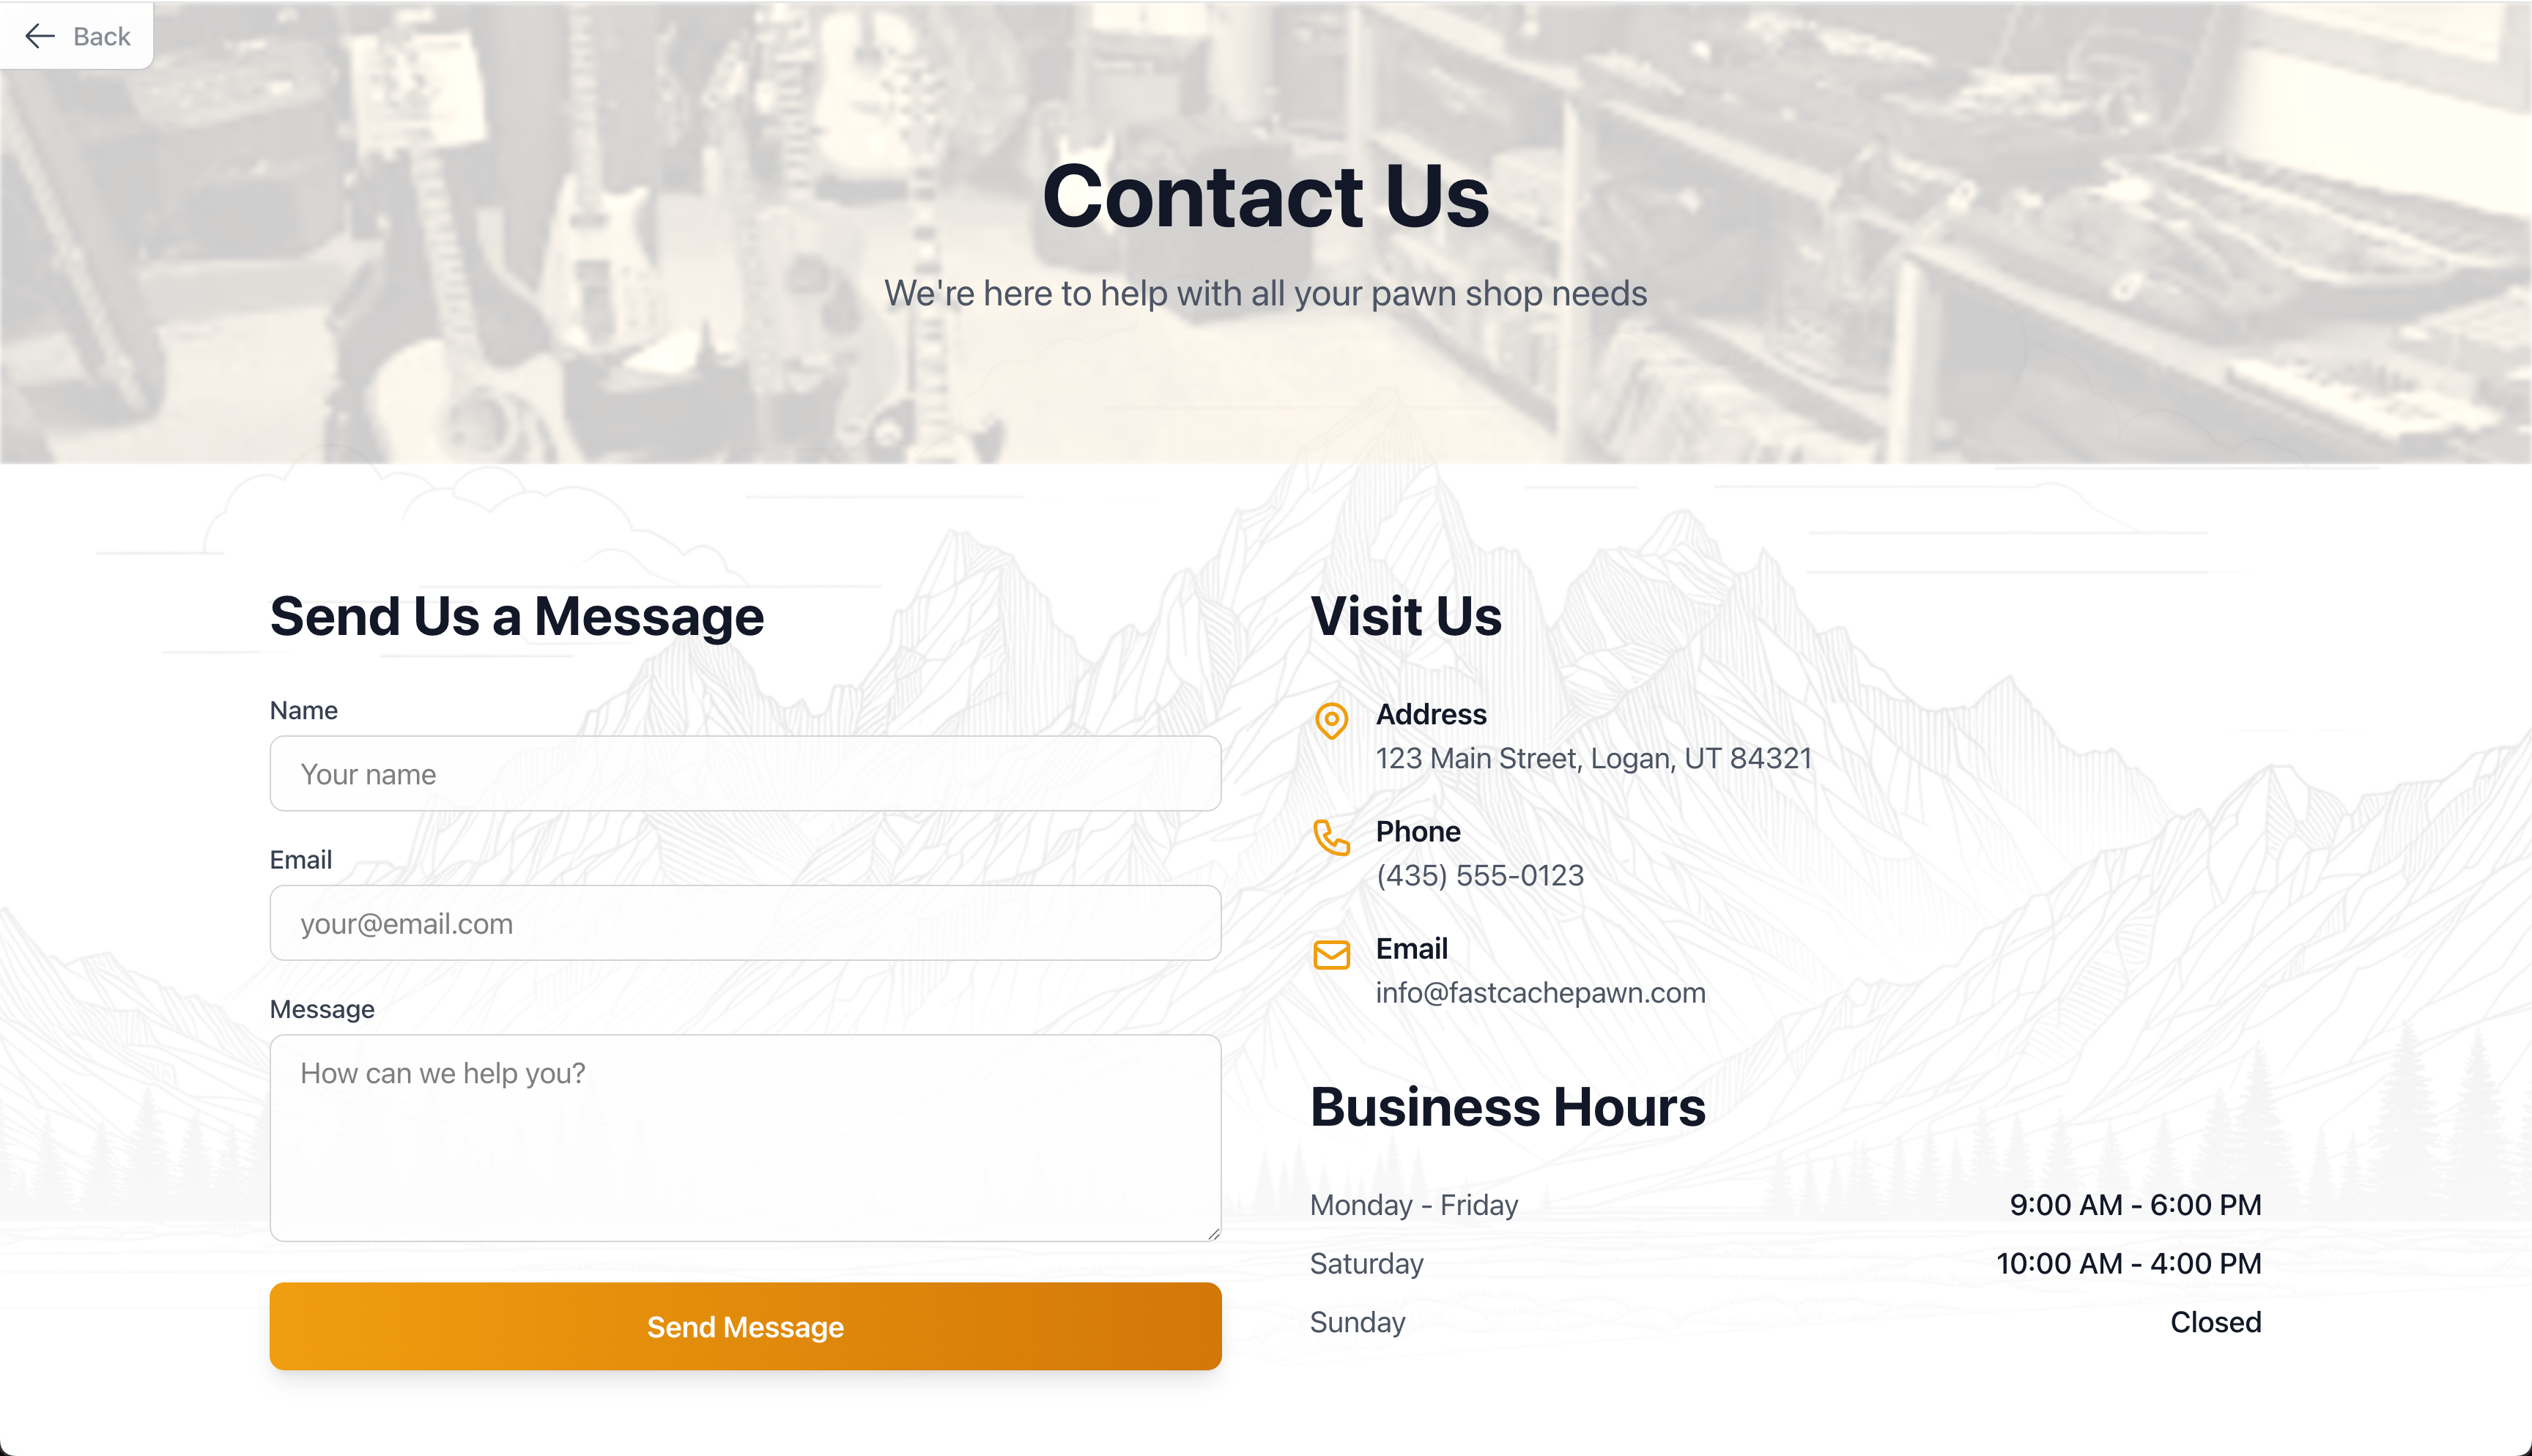 Back
Contact Us
We're here to help with all your pawn shop needs
Send Us a Message
Name
Your name
Email
your@email.com
Message
How can we help you?
Send Message
Visit Us
Address
123 Main Street, Logan, UT 84321
Phone
(435) 555-0123
Email
info@fastcachepawn.com
Business Hours
Monday - Friday 9:00 AM - 6:00 PM
Saturday 10:00 AM - 4:00 PM
Sunday Closed